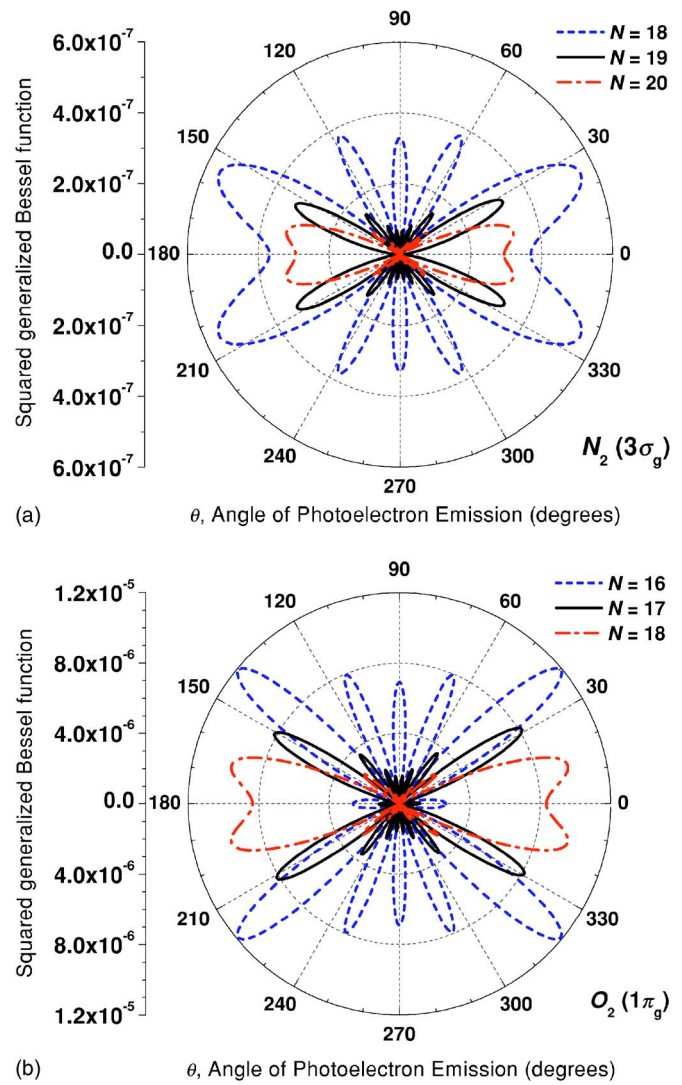 90
6.0x10⁻⁷
N = 18
120
60
N = 19
4.0x10⁻⁷
N = 20
150
30
2.0x10⁻⁷
0.0
180
0
2.0x10⁻⁷
210
330
4.0x10⁻⁷
240
300
N₂ (3σg)
6.0x10⁻⁷
270
Squared generalized Bessel function
(a)
θ, Angle of Photoelectron Emission (degrees)
90
1.2x10⁻⁵
N = 16
120
60
N = 17
8.0x10⁻⁶
N = 18
150
30
4.0x10⁻⁶
0.0
180
0
4.0x10⁻⁶
210
330
8.0x10⁻⁶
240
300
O₂ (1πg)
1.2x10⁻⁵
270
Squared generalized Bessel function
(b)
θ, Angle of Photoelectron Emission (degrees)